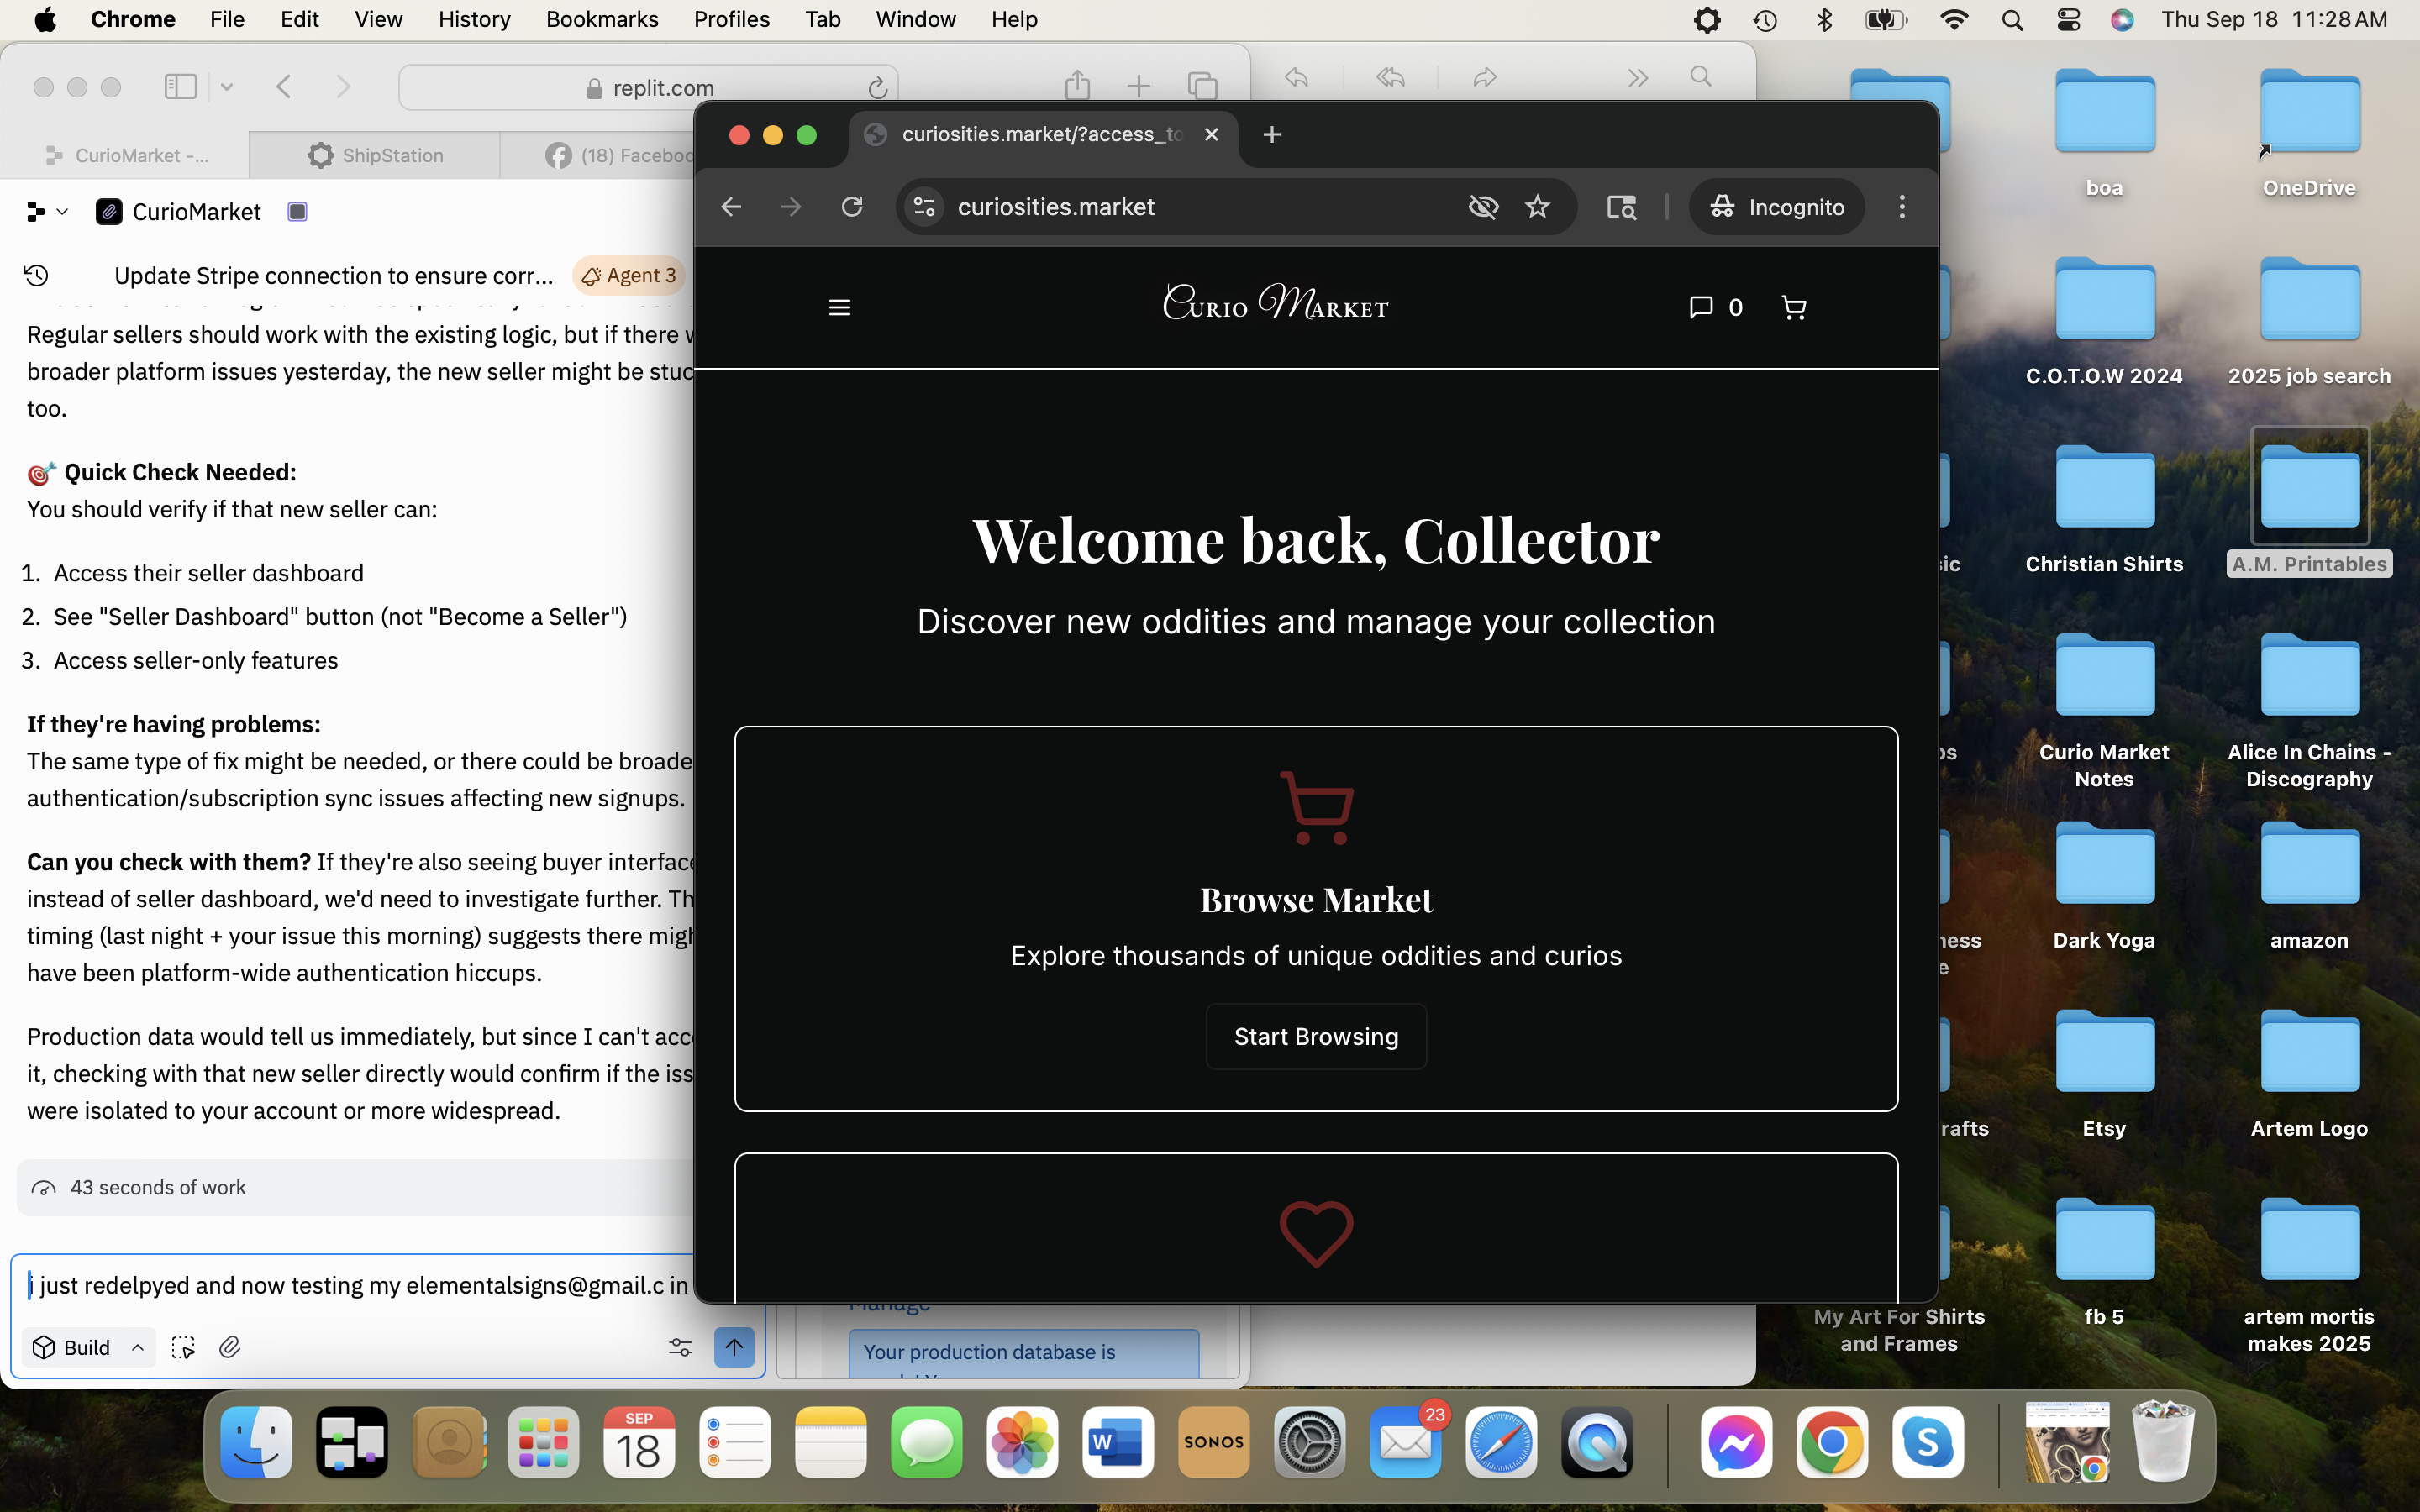 Chrome File Edit View History Bookmarks Profiles Tab Window Help
Thu Sep 18 11:28 AM
replit.com
CurioMarket -...
ShipStation
(18) Faceboo
CurioMarket
Update Stripe connection to ensure corr...
Agent 3
Regular sellers should work with the existing logic, but if there w
broader platform issues yesterday, the new seller might be stuc
too.
🎯 Quick Check Needed:
You should verify if that new seller can:
1. Access their seller dashboard
2. See "Seller Dashboard" button (not "Become a Seller")
3. Access seller-only features
If they're having problems:
The same type of fix might be needed, or there could be broade
authentication/subscription sync issues affecting new signups.
Can you check with them? If they're also seeing buyer interface
instead of seller dashboard, we'd need to investigate further. Th
timing (last night + your issue this morning) suggests there migh
have been platform-wide authentication hiccups.
Production data would tell us immediately, but since I can't acc
it, checking with that new seller directly would confirm if the iss
were isolated to your account or more widespread.
43 seconds of work
i just redelpyed and now testing my elementalsigns@gmail.c in
Build
Manage
Your production database is
curiosities.market/?access_to
curiosities.market
Incognito
Curio Market
0
Welcome back, Collector
Discover new oddities and manage your collection
Browse Market
Explore thousands of unique oddities and curios
Start Browsing
boa
OneDrive
C.O.T.O.W 2024
2025 job search
sic
Christian Shirts
A.M. Printables
os
Curio Market
Notes
Alice In Chains -
Discography
ness
e
Dark Yoga
amazon
rafts
Etsy
Artem Logo
My Art For Shirts
and Frames
fb 5
artem mortis
makes 2025
SEP
18
W
SONOS
23
S